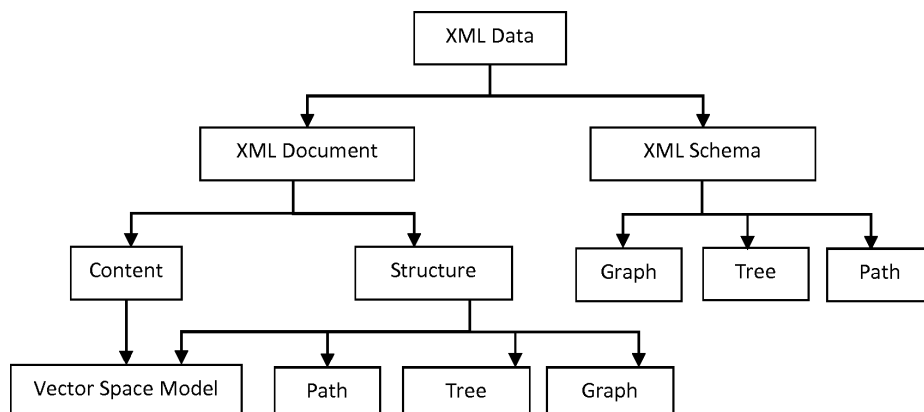 XML Data
XML Document
XML Schema
Content
Structure
Graph
Tree
Path
Vector Space Model
Path
Tree
Graph